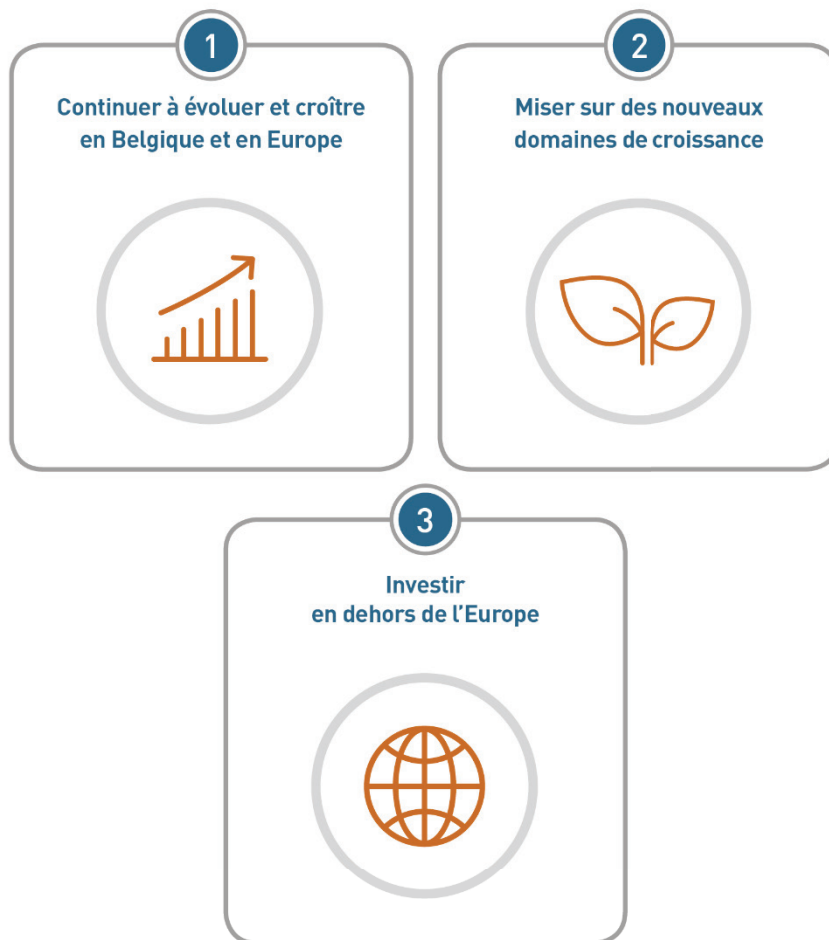 1
Continuer à évoluer et croître
en Belgique et en Europe
2
Miser sur des nouveaux
domaines de croissance
3
Investir
en dehors de l’Europe